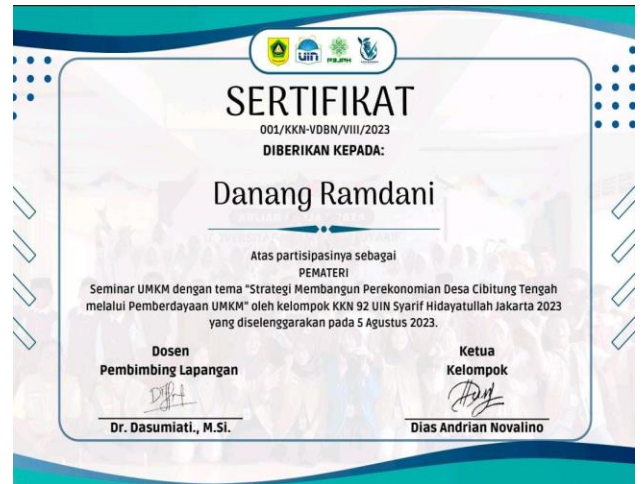 uin
P3JPH
SERTIFIKAT
001/KKN-VDBN/VIII/2023
DIBERIKAN KEPADA:
Danang Ramdani
Atas partisipasinya sebagai
PEMATERI
Seminar UMKM dengan tema "Strategi Membangun Perekonomian Desa Cibitung Tengah
melalui Pemberdayaan UMKM" oleh kelompok KKN 92 UIN Syarif Hidayatullah Jakarta 2023
yang diselenggarakan pada 5 Agustus 2023.
Dosen
Pembimbing Lapangan
Dr. Dasumiati., M.Si.
Ketua
Kelompok
Dias Andrian Novalino